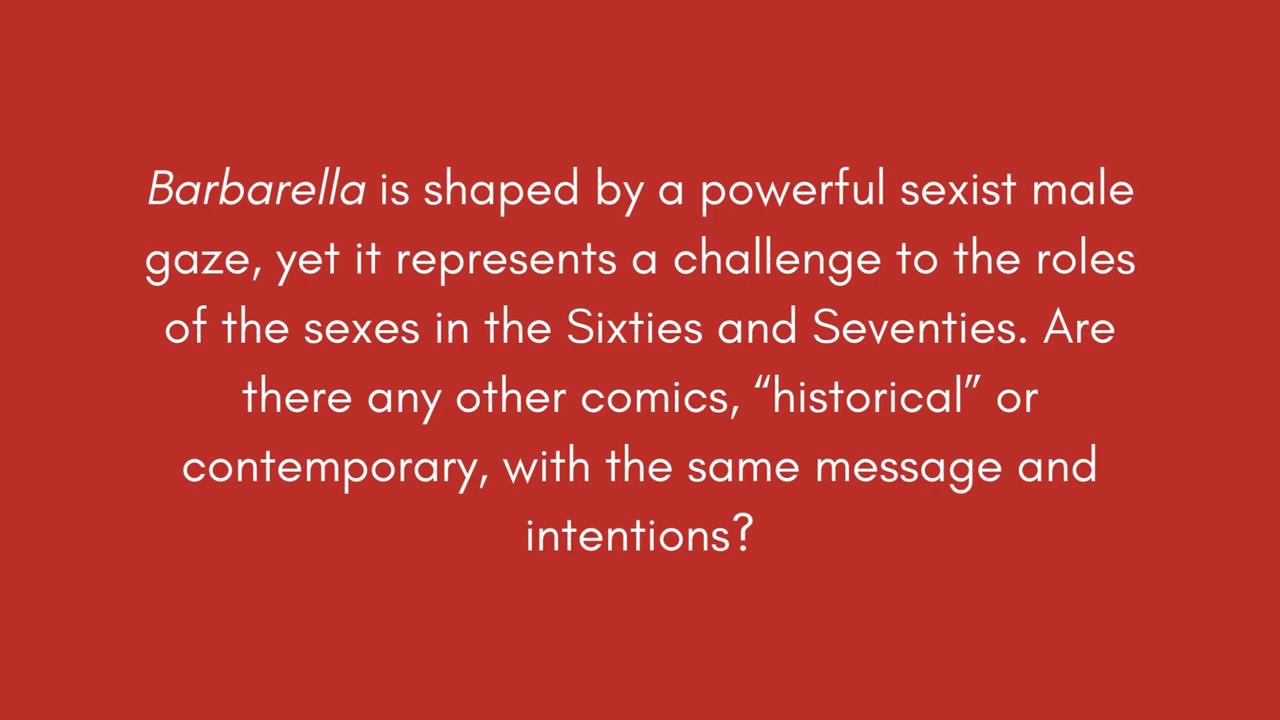 Barbarella is shaped by a powerful sexist male
gaze, yet it represents a challenge to the roles
of the sexes in the Sixties and Seventies. Are
there any other comics, “historical” or
contemporary, with the same message and
intentions?